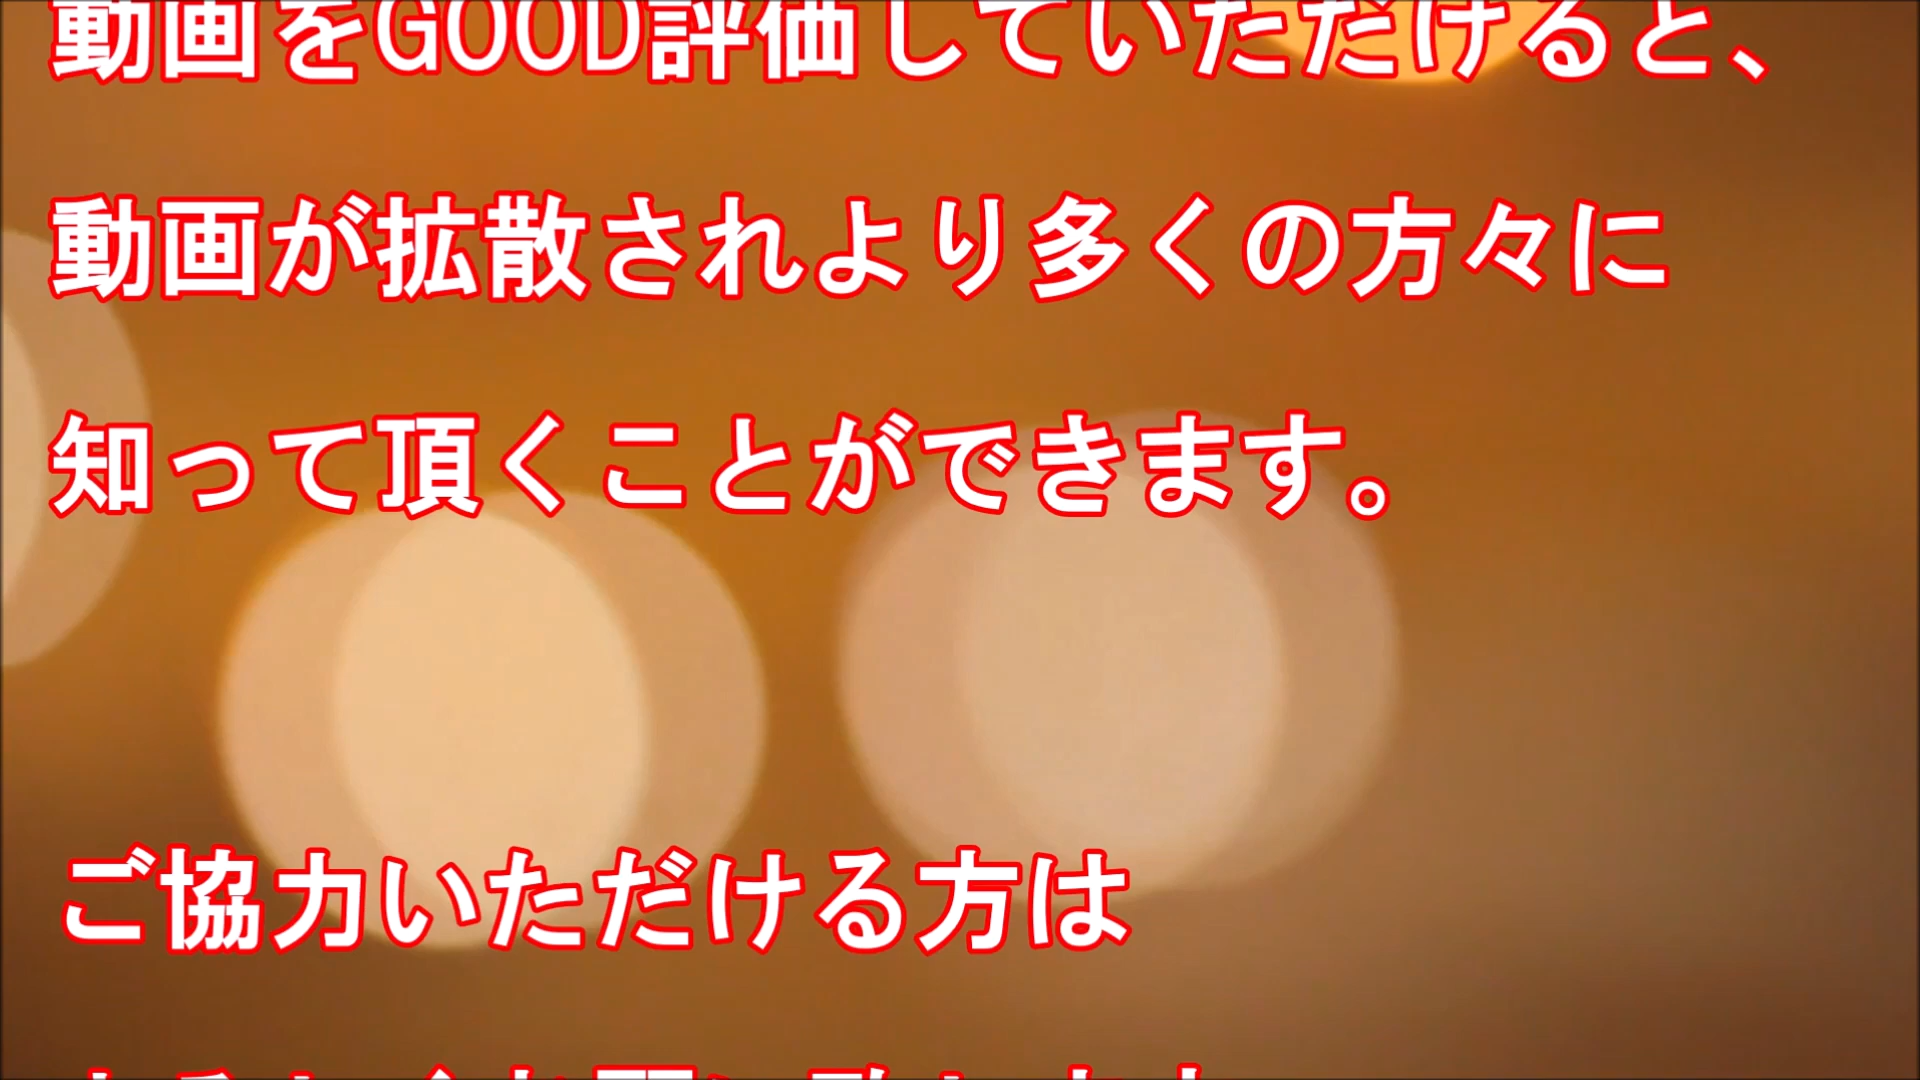 動画をGOOD評価していただけると、
動画が拡散されより多くの方々に
知って頂くことができます。
ご協力いただける方は